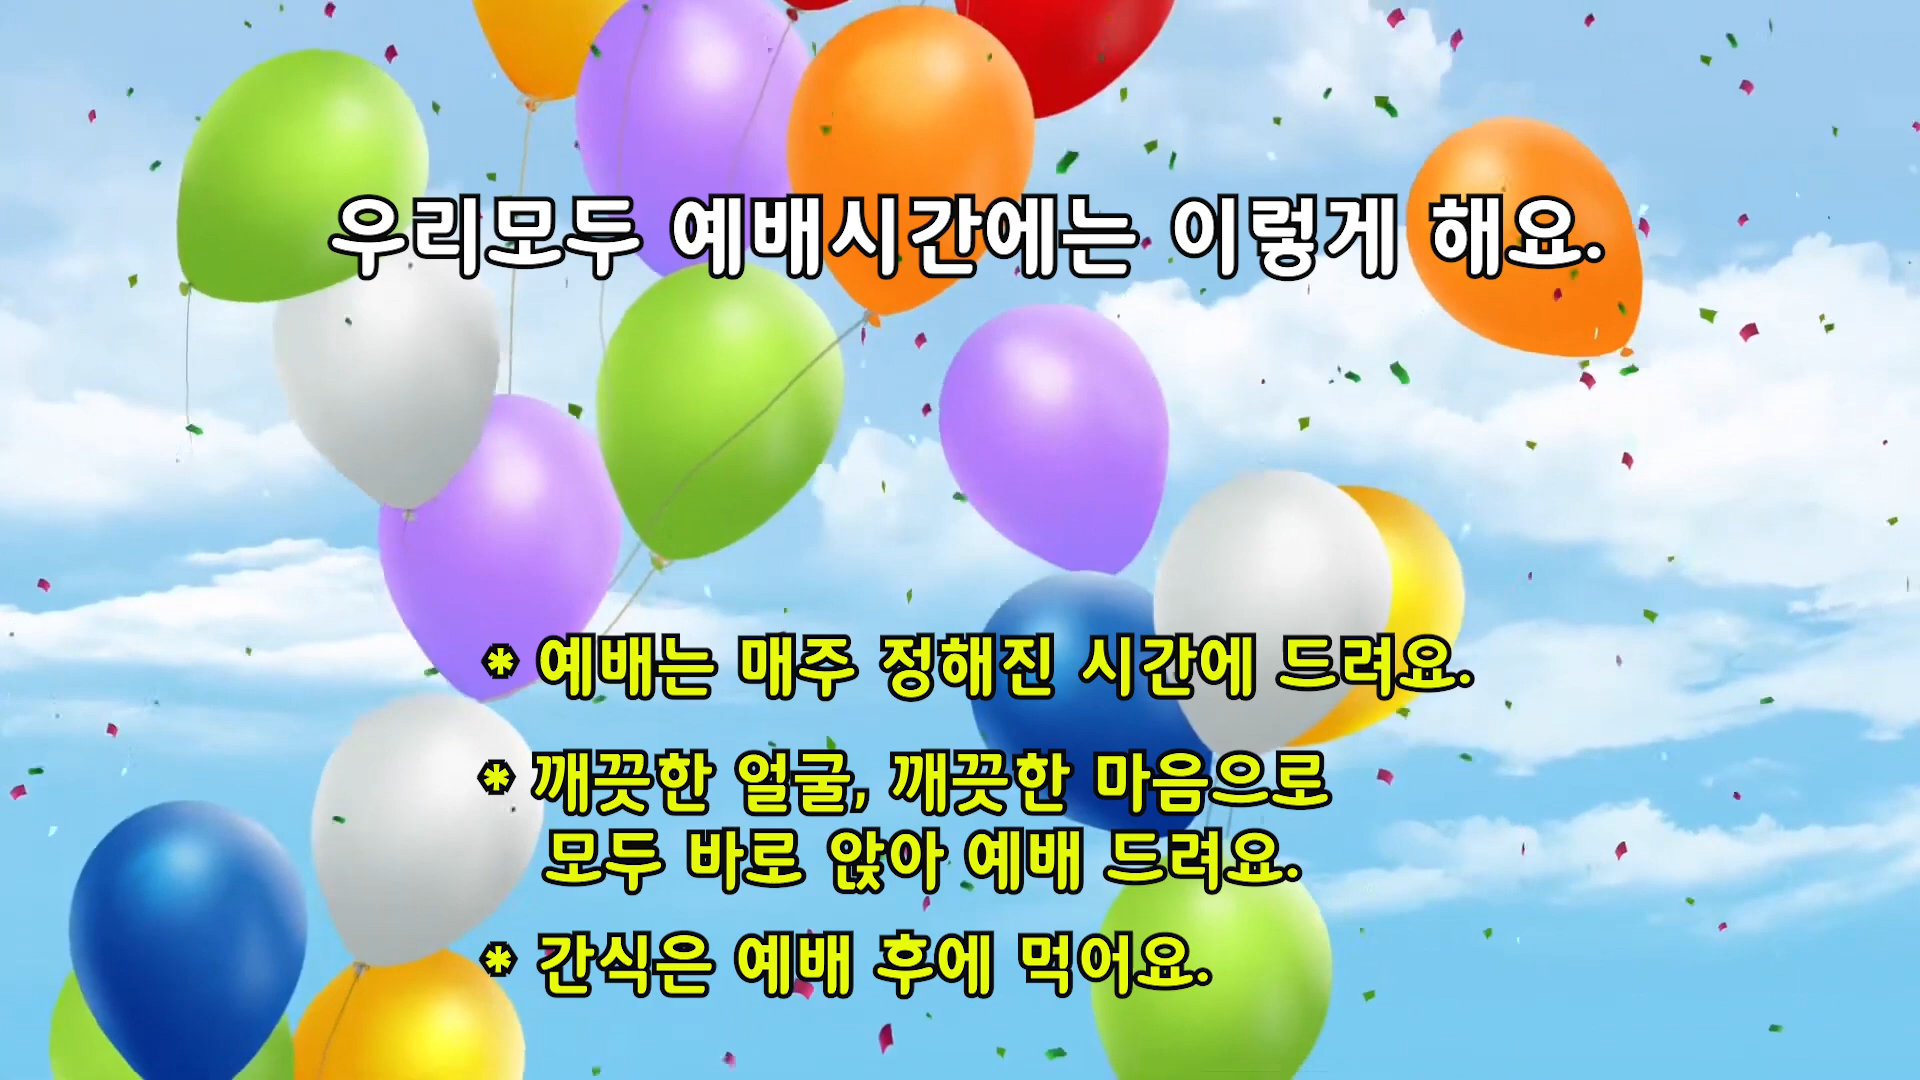 우리모두 예배시간에는 이렇게 해요.
* 예배는 매주 정해진 시간에 드려요.
* 깨끗한 얼굴, 깨끗한 마음으로
모두 바로 앉아 예배 드려요.
* 간식은 예배 후에 먹어요.